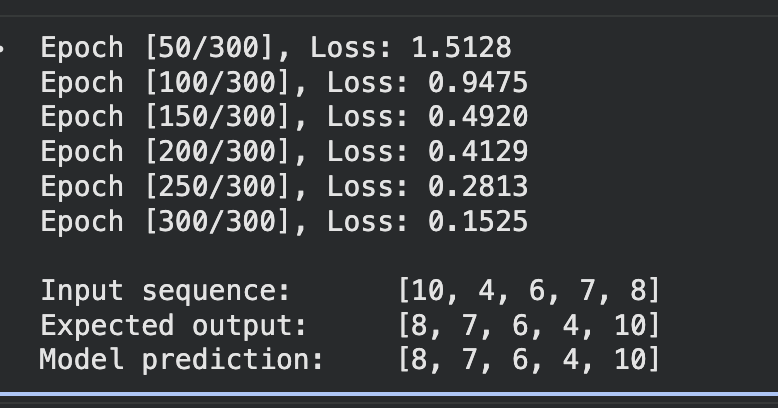 Epoch [50/300], Loss: 1.5128
Epoch [100/300], Loss: 0.9475
Epoch [150/300], Loss: 0.4920
Epoch [200/300], Loss: 0.4129
Epoch [250/300], Loss: 0.2813
Epoch [300/300], Loss: 0.1525
Input sequence: [10, 4, 6, 7, 8]
Expected output: [8, 7, 6, 4, 10]
Model prediction: [8, 7, 6, 4, 10]